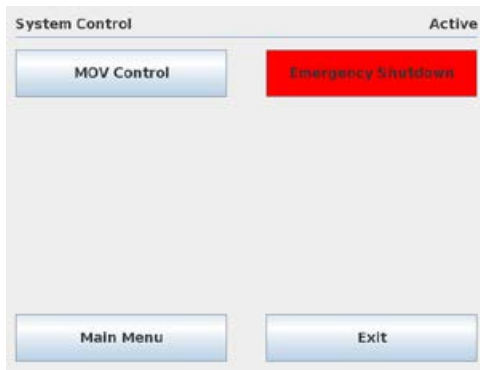 System Control Active
MOV Control Emergency Shutdown
Main Menu Exit